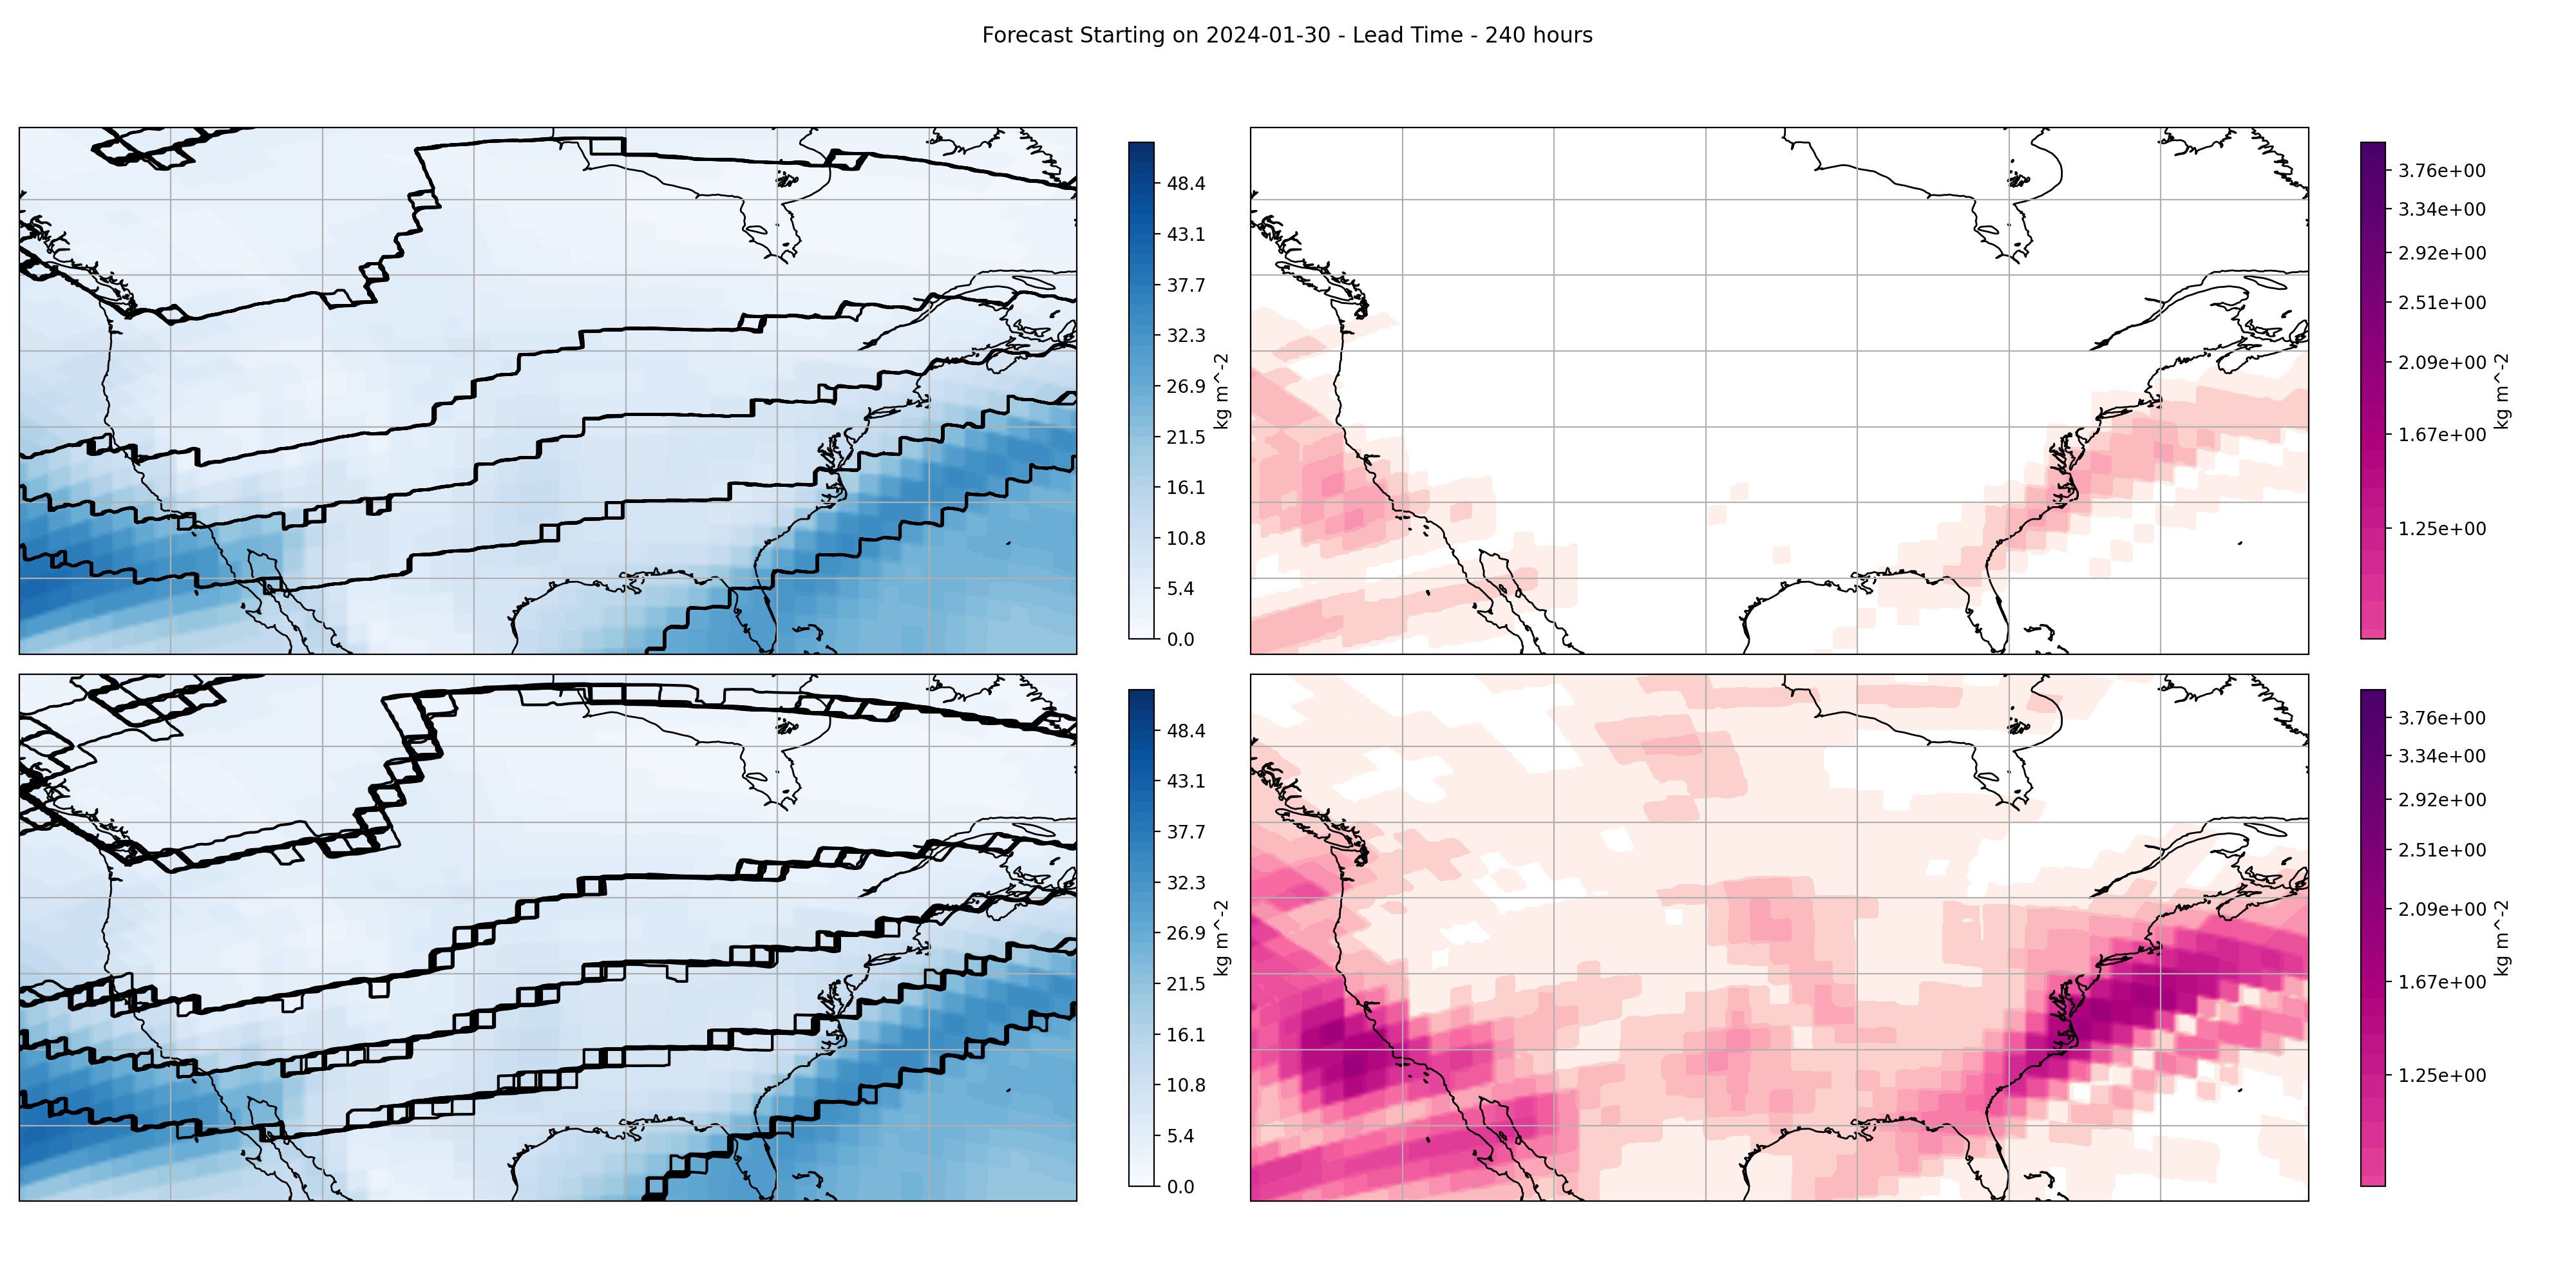 Forecast Starting on 2024-01-30 - Lead Time - 240 hours
48.4
43.1
37.7
32.3
26.9
21.5
16.1
10.8
5.4
0.0
kg m^-2
3.76e+00
3.34e+00
2.92e+00
2.51e+00
2.09e+00
1.67e+00
1.25e+00
kg m^-2
48.4
43.1
37.7
32.3
26.9
21.5
16.1
10.8
5.4
0.0
kg m^-2
3.76e+00
3.34e+00
2.92e+00
2.51e+00
2.09e+00
1.67e+00
1.25e+00
kg m^-2